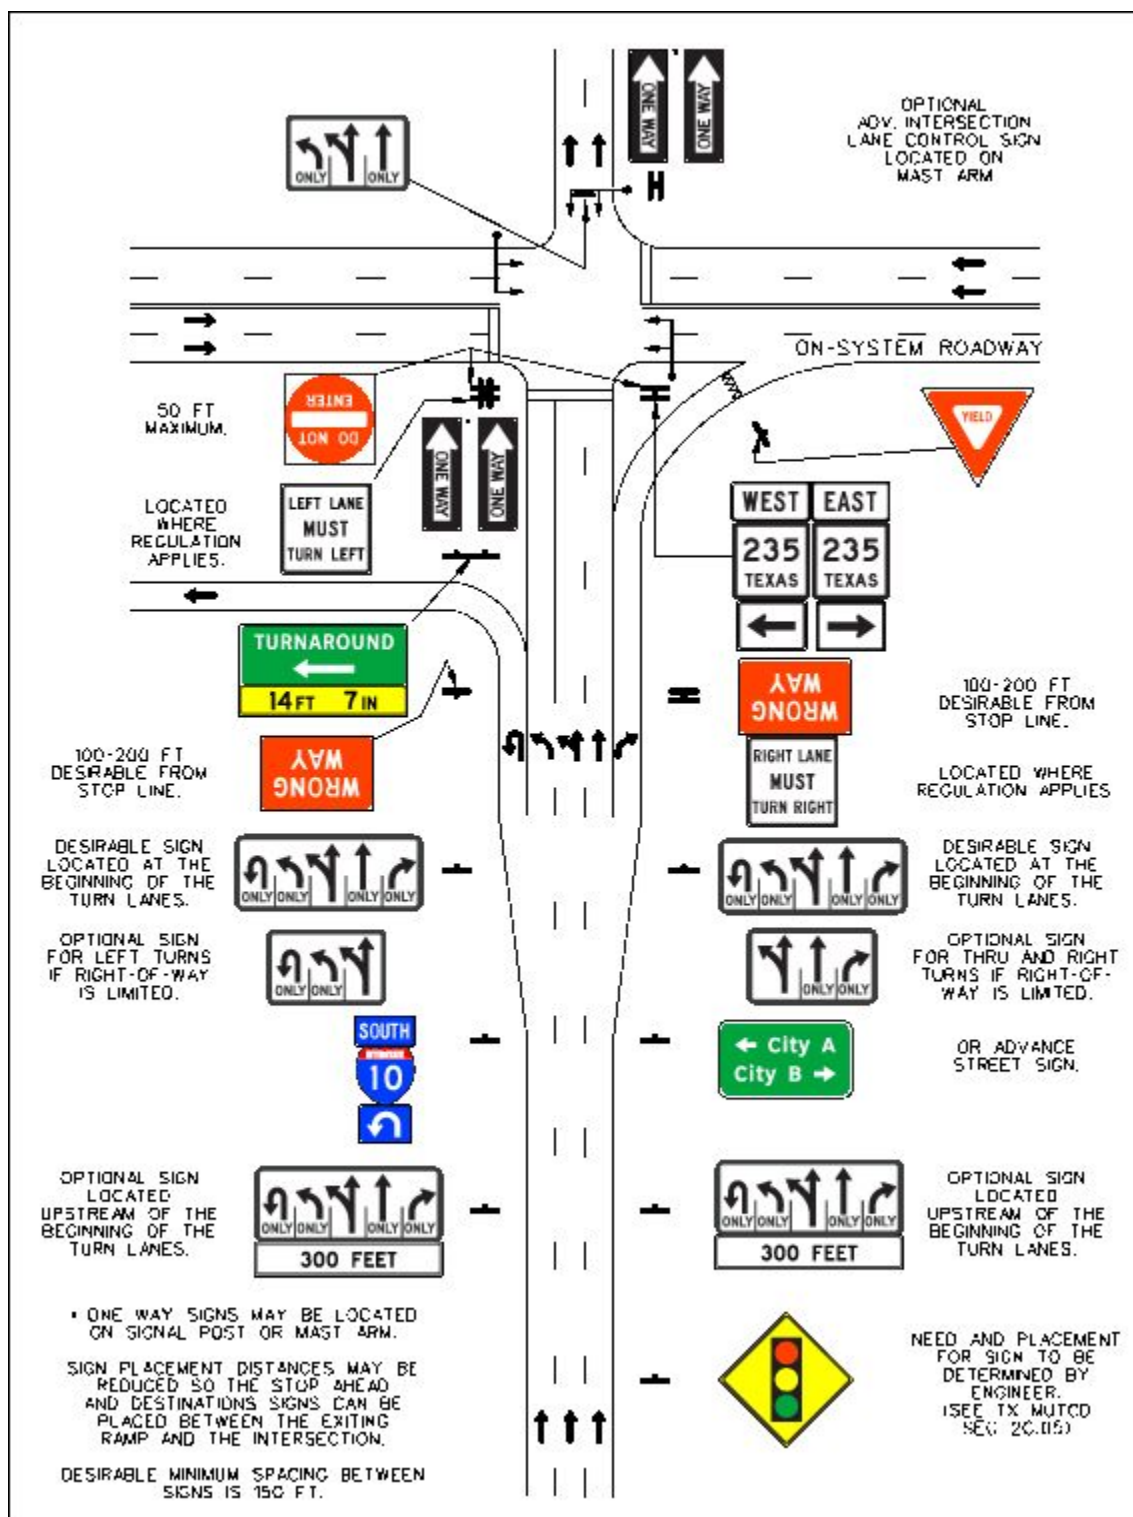 OPTIONAL
ADV. INTERSECTION
LANE CONTROL SIGN
LOCATED ON
MAST ARM
ONE WAY
ONE WAY
ONLY ONLY
ON-SYSTEM ROADWAY
50 FT
MAXIMUM.
DO NOT
ENTER
YIELD
LOCATED
WHERE
REGULATION
APPLIES.
LEFT LANE
MUST
TURN LEFT
ONE WAY
ONE WAY
WEST EAST
235 235
TEXAS TEXAS
TURNAROUND
14 FT 7 IN
WRONG
WAY
100-200 FT
DESIRABLE FROM
STOP LINE.
100-200 FT
DESIRABLE FROM
STOP LINE.
WRONG
WAY
RIGHT LANE
MUST
TURN RIGHT
LOCATED WHERE
REGULATION APPLIES
DESIRABLE SIGN
LOCATED AT THE
BEGINNING OF THE
TURN LANES.
ONLY ONLY ONLY ONLY
ONLY ONLY ONLY ONLY
DESIRABLE SIGN
LOCATED AT THE
BEGINNING OF THE
TURN LANES.
OPTIONAL SIGN
FOR LEFT TURNS
IF RIGHT-OF-WAY
IS LIMITED.
ONLY ONLY
ONLY ONLY
OPTIONAL SIGN
FOR THRU AND RIGHT
TURNS IF RIGHT-OF-
WAY IS LIMITED.
SOUTH
INTERSTATE
10
City A
City B
OR ADVANCE
STREET SIGN.
OPTIONAL SIGN
LOCATED
UPSTREAM OF THE
BEGINNING OF THE
TURN LANES.
ONLY ONLY ONLY ONLY
300 FEET
ONLY ONLY ONLY ONLY
300 FEET
OPTIONAL SIGN
LOCATED
UPSTREAM OF THE
BEGINNING OF THE
TURN LANES.
• ONE WAY SIGNS MAY BE LOCATED
ON SIGNAL POST OR MAST ARM.
SIGN PLACEMENT DISTANCES MAY BE
REDUCED SO THE STOP AHEAD
AND DESTINATIONS SIGNS CAN BE
PLACED BETWEEN THE EXITING
RAMP AND THE INTERSECTION.
DESIRABLE MINIMUM SPACING BETWEEN
SIGNS IS 150 FT.
NEED AND PLACEMENT
FOR SIGN TO BE
DETERMINED BY
ENGINEER.
(SEE TX MUTCD
SEC 2C.05)